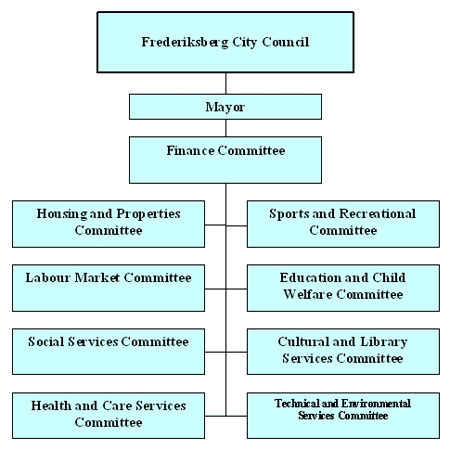 Frederiksberg City Council
Mayor
Finance Committee
Housing and Properties
Committee
Sports and Recreational
Committee
Labour Market Committee
Education and Child
Welfare Committee
Social Services Committee
Cultural and Library
Services Committee
Health and Care Services
Committee
Technical and Environmental
Services Committee